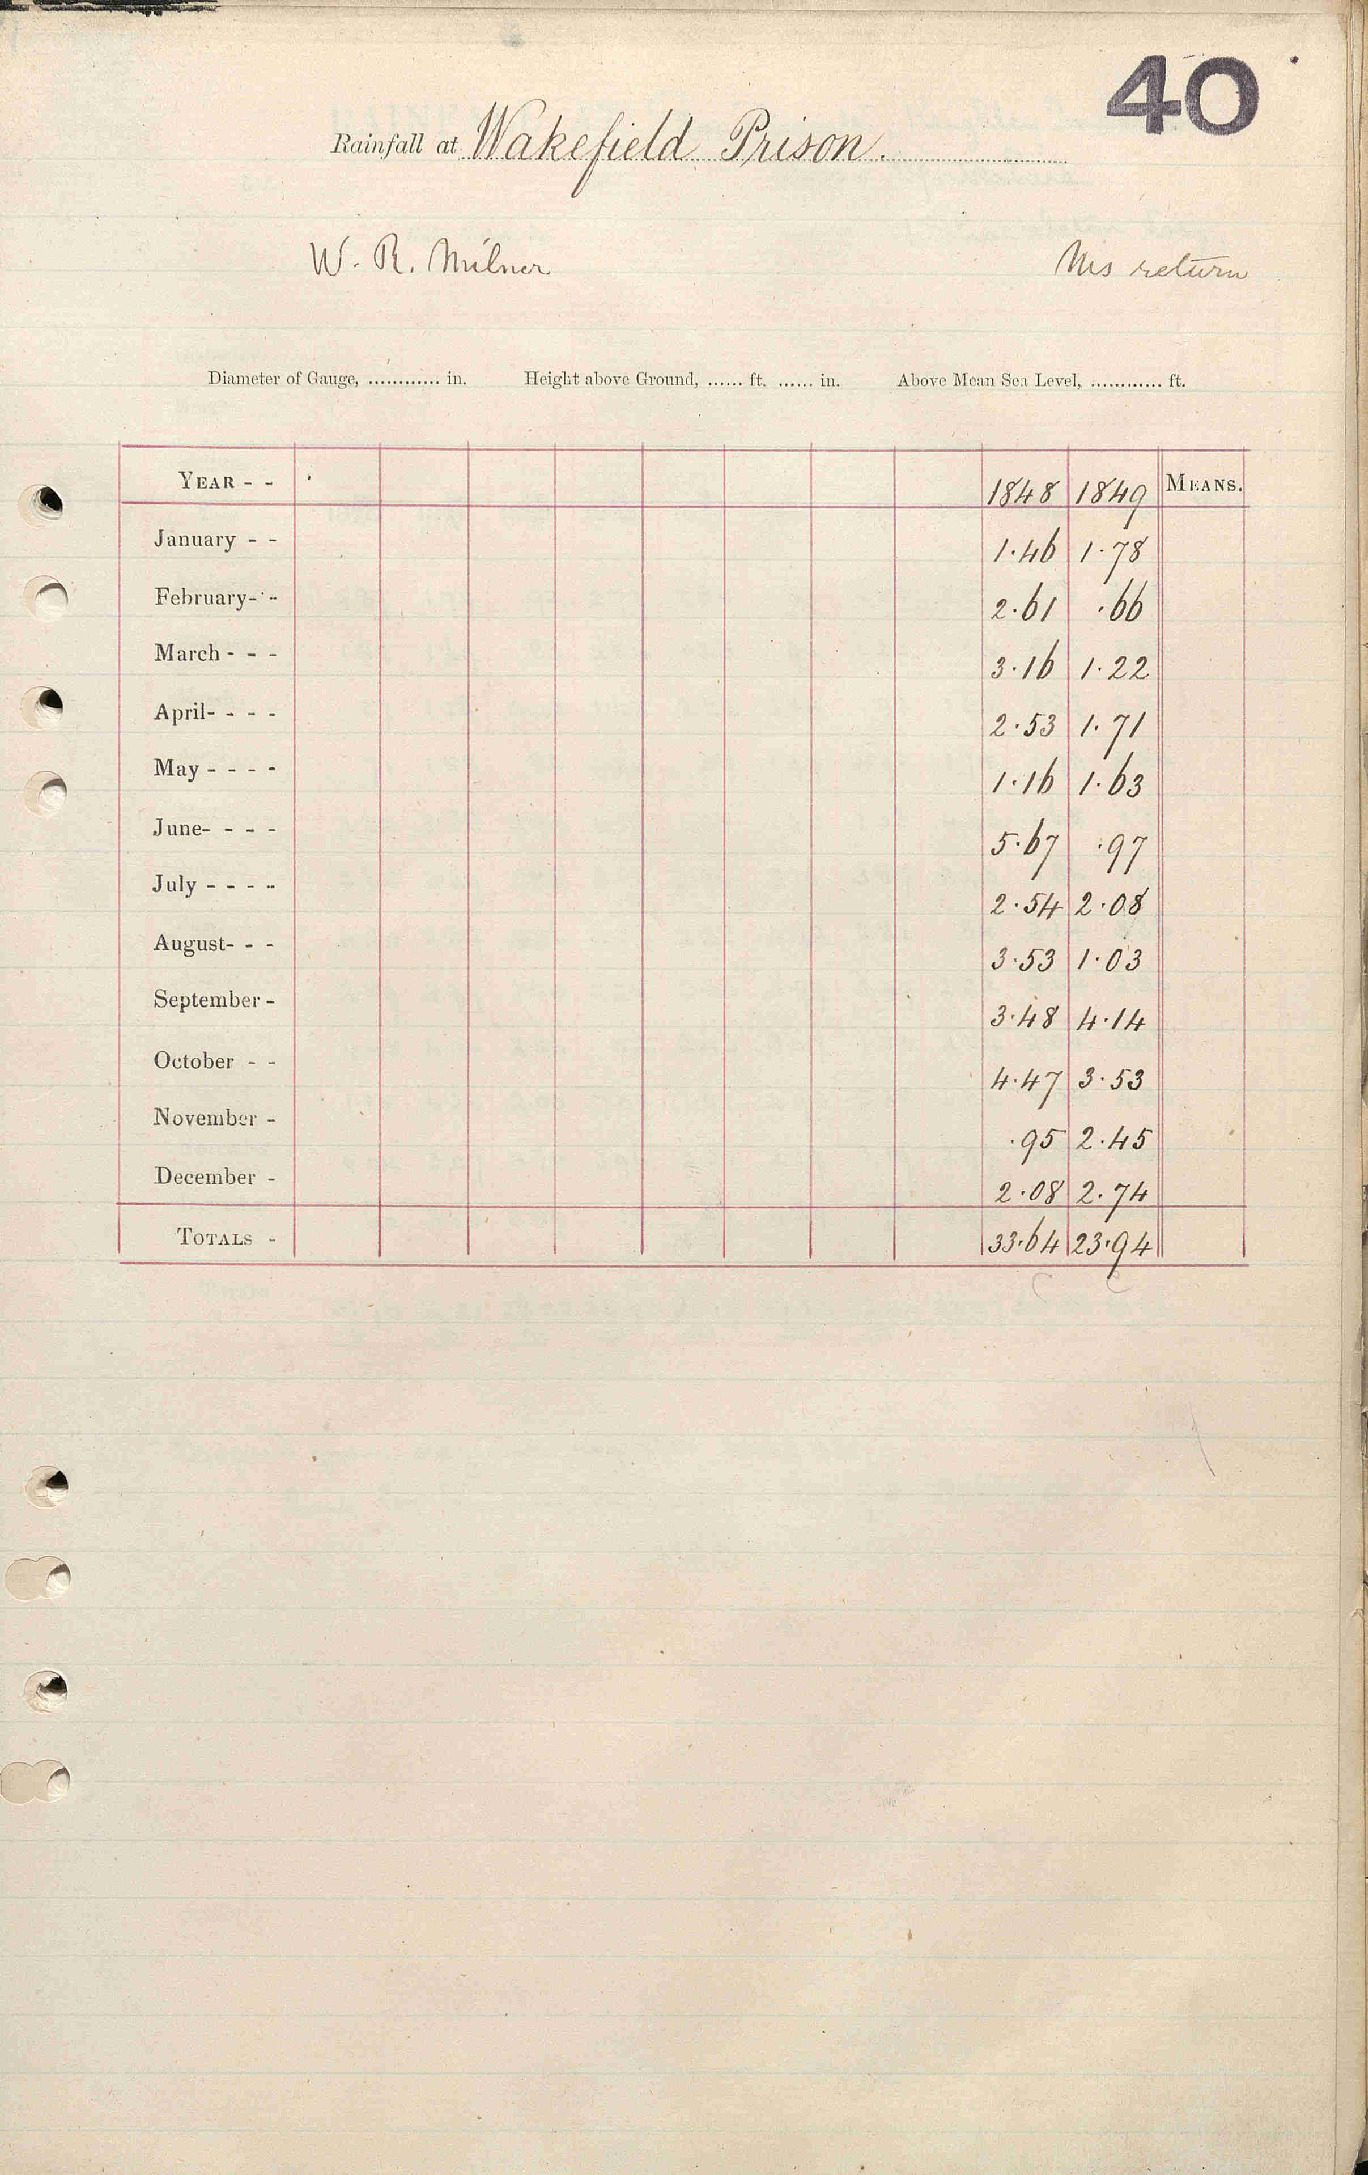 40
Rainfall at Wakefield Prison.
W. R. Milner Ms return
Diameter of Gauge, ............ in. Height above Ground, ...... ft. ...... in. Above Mean Sea Level, ............ ft.
YEAR - - 1848 1849 MEANS.
January - - 1.46 1.78
February - - 2.61 .66
March - - - 3.16 1.22
April - - - - 2.53 1.71
May - - - - 1.16 1.63
June - - - - 5.67 .97
July - - - - 2.54 2.08
August - - - 3.53 1.03
September - 3.48 4.14
October - - 4.47 3.53
November - .95 2.45
December - 2.08 2.74
TOTALS - 33.64 23.94